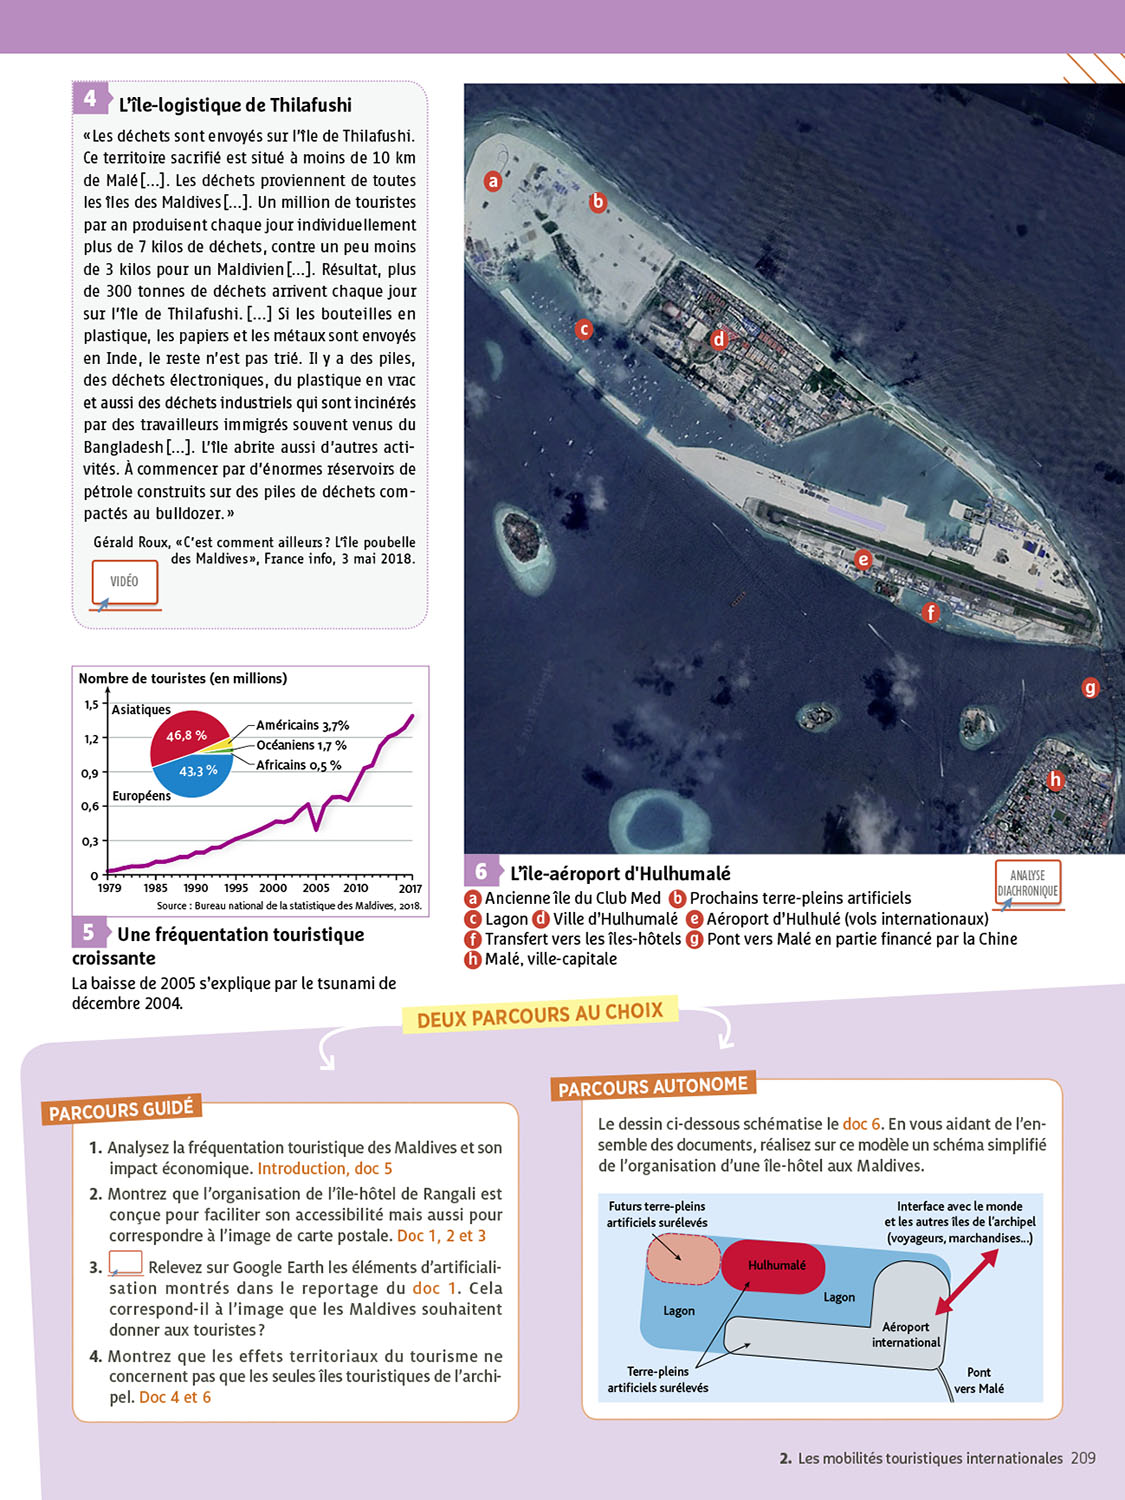 4 L'île-logistique de Thilafushi
« Les déchets sont envoyés sur l'île de Thilafushi.
Ce territoire sacrifié est situé à moins de 10 km
de Malé [...]. Les déchets proviennent de toutes
les îles des Maldives [...]. Un million de touristes
par an produisent chaque jour individuellement
plus de 7 kilos de déchets, contre un peu moins
de 3 kilos pour un Maldivien [...]. Résultat, plus
de 300 tonnes de déchets arrivent chaque jour
sur l'île de Thilafushi. [...] Si les bouteilles en
plastique, les papiers et les métaux sont envoyés
en Inde, le reste n'est pas trié. Il y a des piles,
des déchets électroniques, du plastique en vrac
et aussi des déchets industriels qui sont incinérés
par des travailleurs immigrés souvent venus du
Bangladesh [...]. L'île abrite aussi d'autres acti-
vités. À commencer par d'énormes réservoirs de
pétrole construits sur des piles de déchets com-
pactés au bulldozer. »
Gérald Roux, « C'est comment ailleurs ? L'île poubelle
des Maldives », France info, 3 mai 2018.
VIDÉO
a
b
c
d
e
f
g
h
Nombre de touristes (en millions)
1,5
1,2
0,9
0,6
0,3
0
Asiatiques
46,8 %
43,3 %
Européens
Américains 3,7%
Océaniens 1,7 %
Africains 0,5 %
1979 1985 1990 1995 2000 2005 2010 2017
Source : Bureau national de la statistique des Maldives, 2018.
5 Une fréquentation touristique
croissante
La baisse de 2005 s'explique par le tsunami de
décembre 2004.
6 L'île-aéroport d'Hulhumalé
a Ancienne île du Club Med b Prochains terre-pleins artificiels
c Lagon d Ville d'Hulhumalé e Aéroport d'Hulhulé (vols internationaux)
f Transfert vers les îles-hôtels g Pont vers Malé en partie financé par la Chine
h Malé, ville-capitale
ANALYSE
DIACHRONIQUE
DEUX PARCOURS AU CHOIX
PARCOURS GUIDÉ
1. Analysez la fréquentation touristique des Maldives et son
impact économique. Introduction, doc 5
2. Montrez que l'organisation de l'île-hôtel de Rangali est
conçue pour faciliter son accessibilité mais aussi pour
correspondre à l'image de carte postale. Doc 1, 2 et 3
3. Relevez sur Google Earth les éléments d'artificiali-
sation montrés dans le reportage du doc 1. Cela
correspond-il à l'image que les Maldives souhaitent
donner aux touristes ?
4. Montrez que les effets territoriaux du tourisme ne
concernent pas que les seules îles touristiques de l'archi-
pel. Doc 4 et 6
PARCOURS AUTONOME
Le dessin ci-dessous schématise le doc 6. En vous aidant de l'en-
semble des documents, réalisez sur ce modèle un schéma simplifié
de l'organisation d'une île-hôtel aux Maldives.
Futurs terre-pleins
artificiels surélevés
Interface avec le monde
et les autres îles de l'archipel
(voyageurs, marchandises...)
Hulhumalé
Lagon
Lagon
Aéroport
international
Terre-pleins
artificiels surélevés
Pont
vers Malé
2. Les mobilités touristiques internationales 209